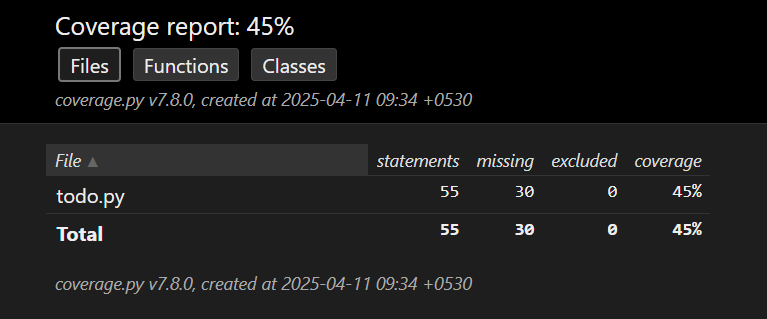 Coverage report: 45%
Files Functions Classes
coverage.py v7.8.0, created at 2025-04-11 09:34 +0530
File ▲ statements missing excluded coverage
todo.py 55 30 0 45%
Total 55 30 0 45%
coverage.py v7.8.0, created at 2025-04-11 09:34 +0530